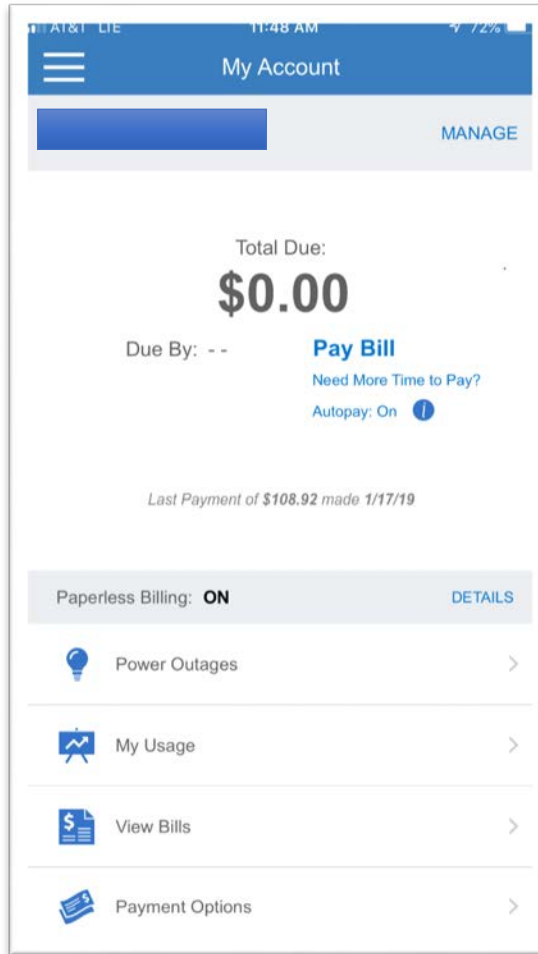 AT&T LTE 11:48 AM 72%
My Account
MANAGE
Total Due:
$0.00
Due By: - - Pay Bill
Need More Time to Pay?
Autopay: On i
Last Payment of $108.92 made 1/17/19
Paperless Billing: ON DETAILS
Power Outages
My Usage
$
View Bills
Payment Options